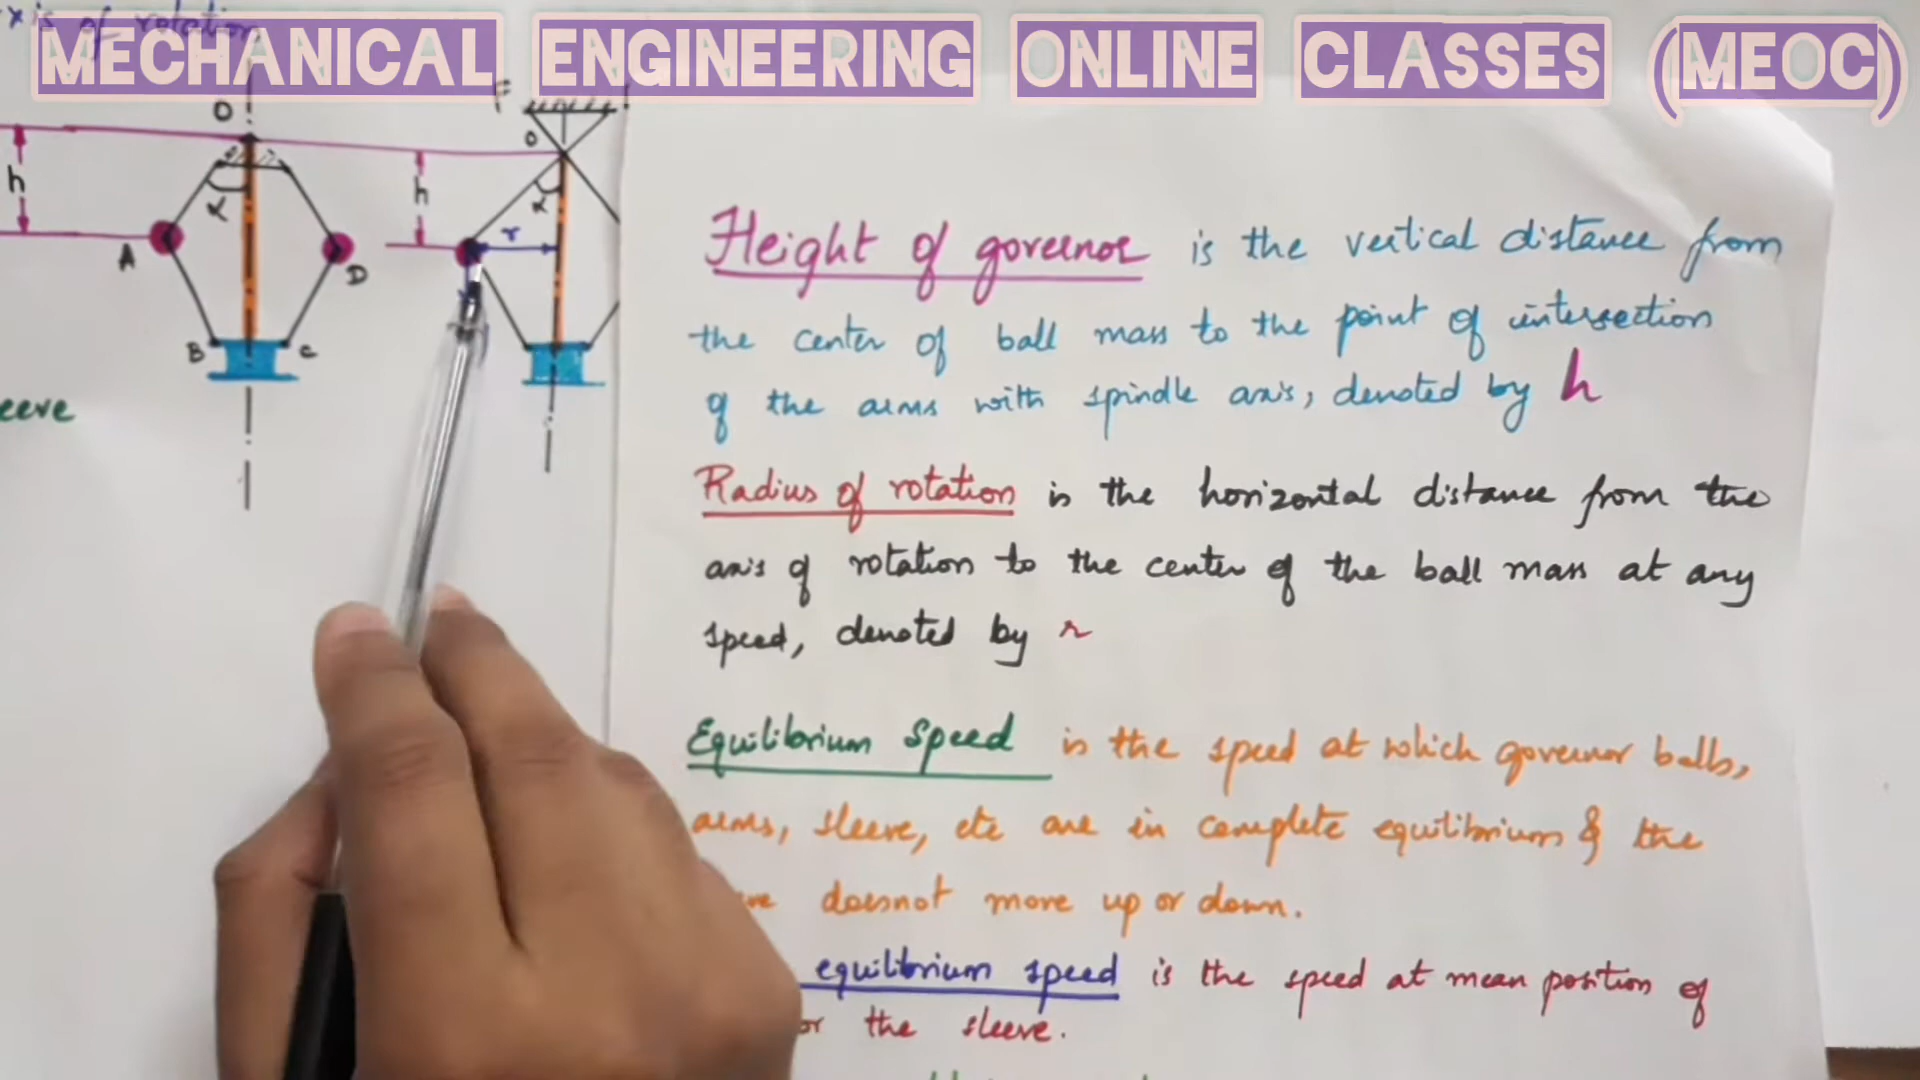 MECHANICAL ENGINEERING ONLINE CLASSES (MEOC)
xis of rotation
O
h
α
A
D
B
C
eeve
F
O
h
α
r
Height of governor is the vertical distance from
the center of ball mass to the point of intersection
of the arms with spindle axis, denoted by h
Radius of rotation is the horizontal distance from the
axis of rotation to the center of the ball mass at any
speed, denoted by r
Equilibrium Speed is the speed at which governor balls,
arms, sleeve, etc are in complete equilibrium & the
doesnot move up or down.
equilibrium speed is the speed at mean position of
or the sleeve.